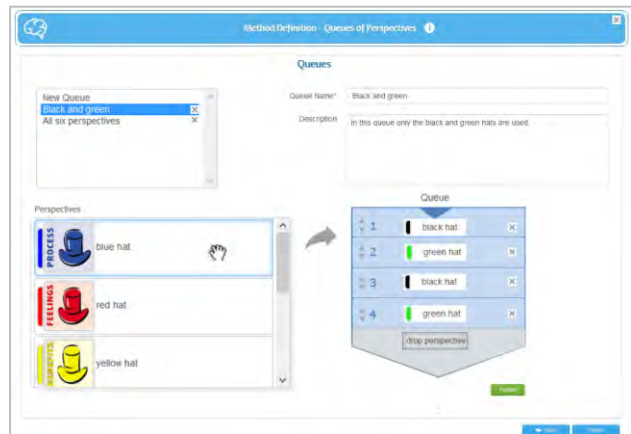 Method Definition - Queues of Perspectives
Queues
New Queue
Black and green
All six perspectives
Queue Name*
Black and green
Description
In this queue only the black and green hats are used.
Perspectives
PROCESS
blue hat
FEELINGS
red hat
yellow hat
Queue
1 black hat
2 green hat
3 black hat
4 green hat
drop perspective